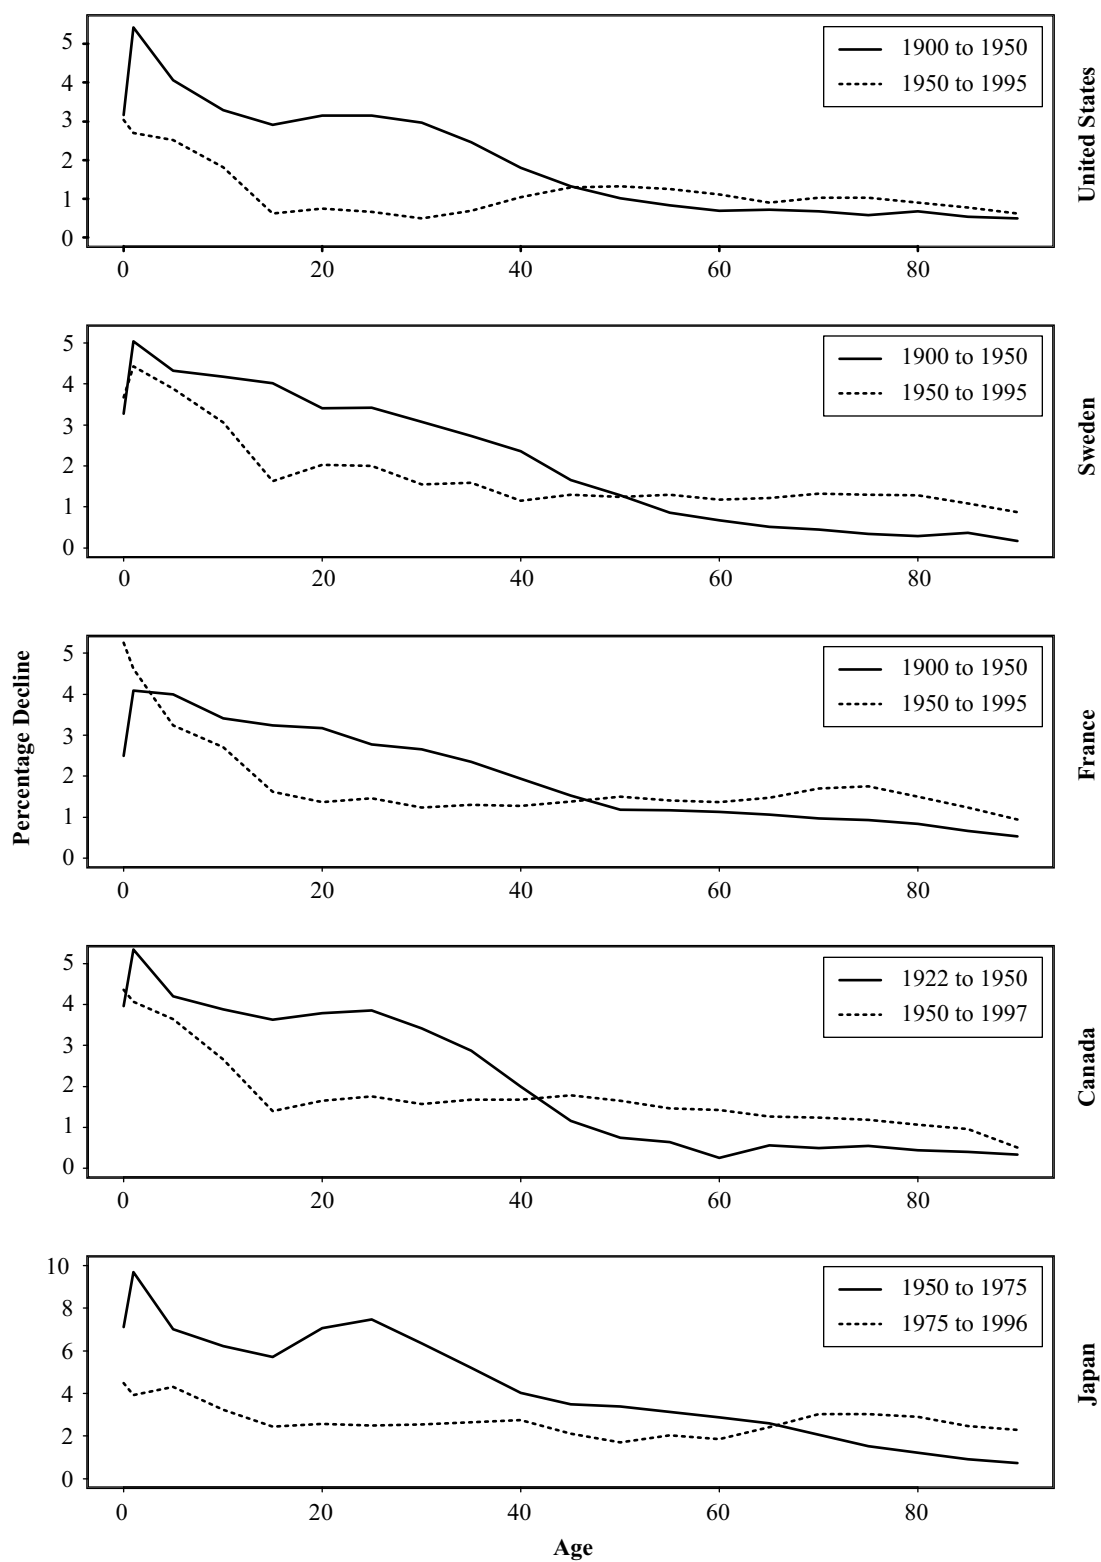 5
4
3
2
1
0
1900 to 1950
1950 to 1995
United States
0 20 40 60 80
5
4
3
2
1
0
1900 to 1950
1950 to 1995
Sweden
0 20 40 60 80
Percentage Decline
5
4
3
2
1
0
1900 to 1950
1950 to 1995
France
0 20 40 60 80
5
4
3
2
1
0
1922 to 1950
1950 to 1997
Canada
0 20 40 60 80
10
8
6
4
2
0
1950 to 1975
1975 to 1996
Japan
0 20 40 60 80
Age